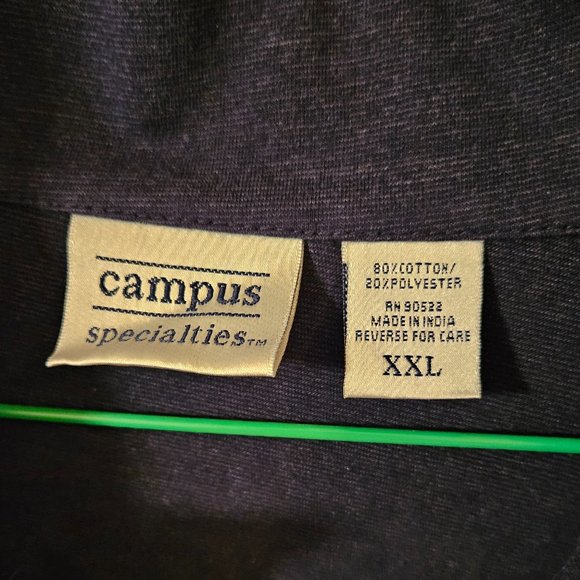 campus
specialties™
80%COTTON/
20%POLYESTER
RN 90522
MADE IN INDIA
REVERSE FOR CARE
XXL